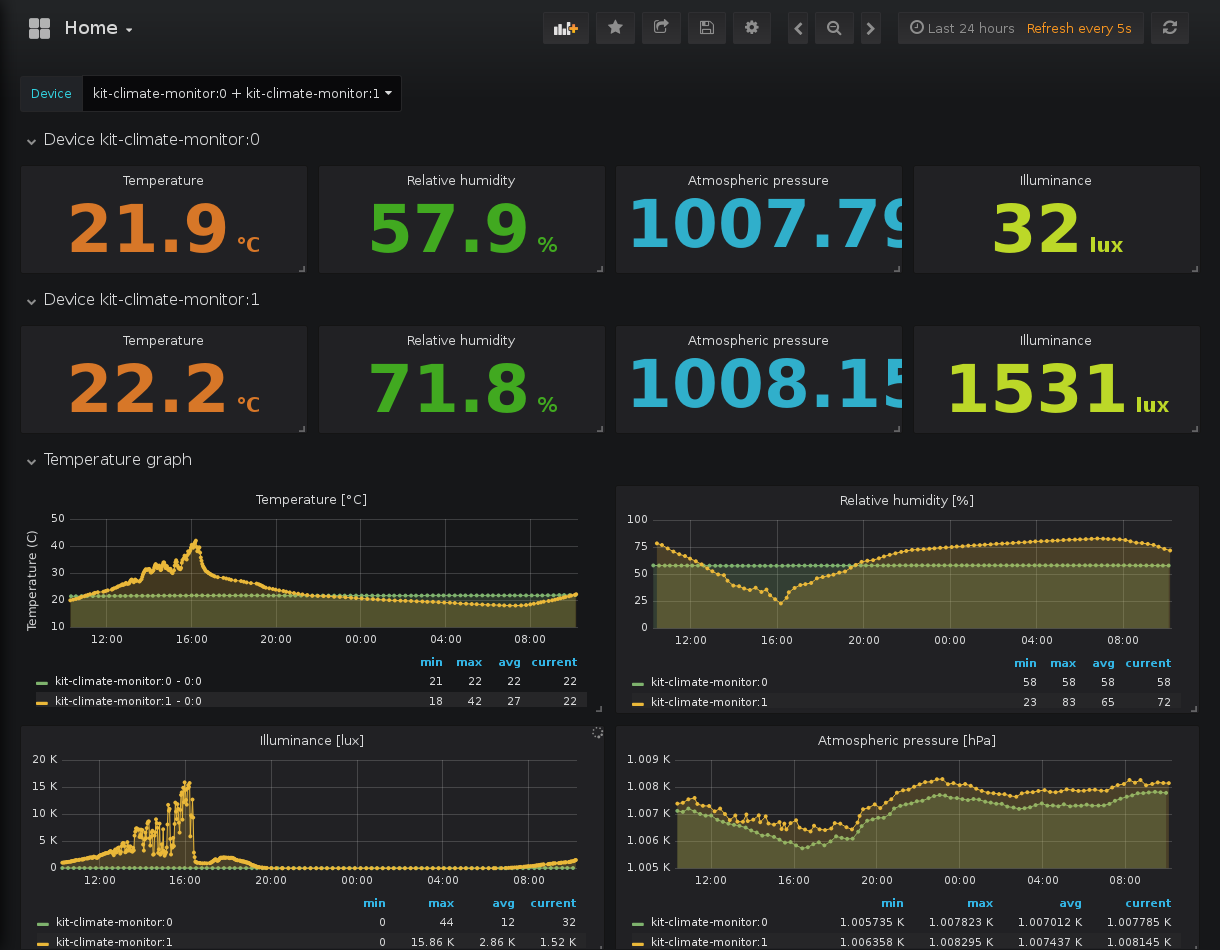 Home
Last 24 hours Refresh every 5s
Device kit-climate-monitor:0 + kit-climate-monitor:1
Device kit-climate-monitor:0
Temperature Relative humidity Atmospheric pressure Illuminance
21.9 °C 57.9 % 1007.79 32 lux
Device kit-climate-monitor:1
Temperature Relative humidity Atmospheric pressure Illuminance
22.2 °C 71.8 % 1008.15 1531 lux
Temperature graph
Temperature [°C]
Temperature (C)
50
40
30
20
10
12:00 16:00 20:00 00:00 04:00 08:00
min max avg current
kit-climate-monitor:0 - 0:0 21 22 22 22
kit-climate-monitor:1 - 0:0 18 42 27 22
Relative humidity [%]
100
75
50
25
0
12:00 16:00 20:00 00:00 04:00 08:00
min max avg current
kit-climate-monitor:0 58 58 58 58
kit-climate-monitor:1 23 83 65 72
Illuminance [lux]
20 K
15 K
10 K
5 K
0
12:00 16:00 20:00 00:00 04:00 08:00
min max avg current
kit-climate-monitor:0 0 44 12 32
kit-climate-monitor:1 0 15.86 K 2.86 K 1.52 K
Atmospheric pressure [hPa]
1.009 K
1.008 K
1.007 K
1.006 K
1.005 K
12:00 16:00 20:00 00:00 04:00 08:00
min max avg current
kit-climate-monitor:0 1.005735 K 1.007823 K 1.007012 K 1.007785 K
kit-climate-monitor:1 1.006358 K 1.008295 K 1.007437 K 1.008145 K